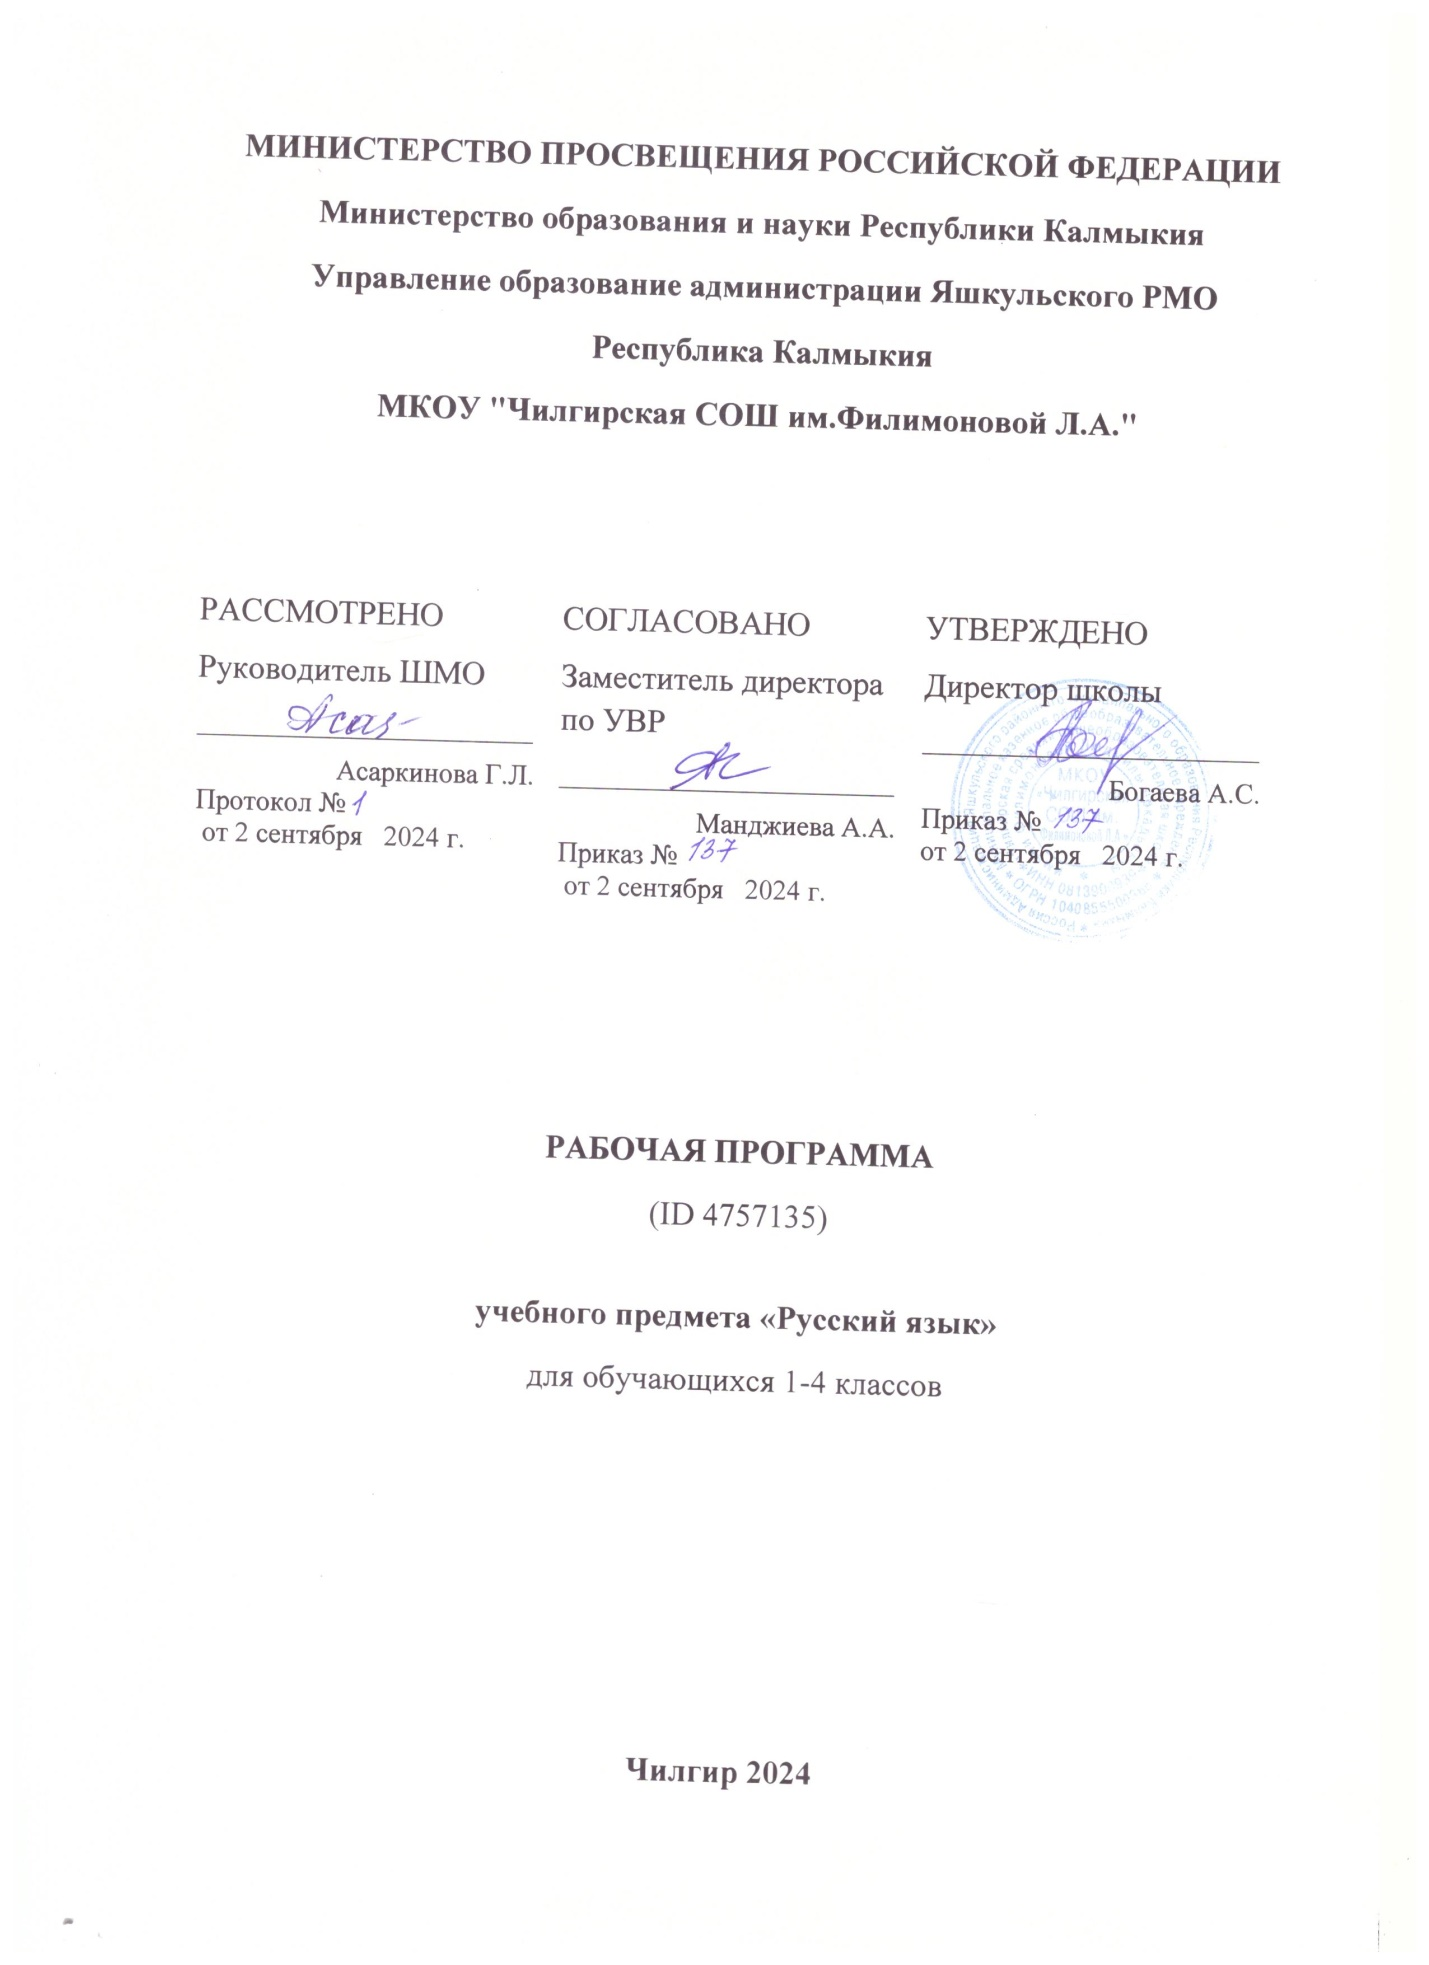 МИНИСТЕРСТВО ПРОСВЕЩЕНИЯ РОССИЙСКОЙ ФЕДЕРАЦИИ
Министерство образования и науки Республики Калмыкия
Управление образование администрации Яшкульского РМО
Республика Калмыкия
МКОУ "Чилгирская СОШ им.Филимоновой Л.А."
РАССМОТРЕНО
Руководитель ШМО
Асаркинова Г.Л.
Протокол № 1
от 2 сентября 2024 г.
СОГЛАСОВАНО
Заместитель директора
по УВР
Манджиева А.А.
Приказ № 137
от 2 сентября 2024 г.
УТВЕРЖДЕНО
Директор школы
Богаева А.С.
Приказ № 137
от 2 сентября 2024 г.
МКОУ
РАБОЧАЯ ПРОГРАММА
(ID 4757135)
учебного предмета «Русский язык»
для обучающихся 1-4 классов
Чилгир 2024